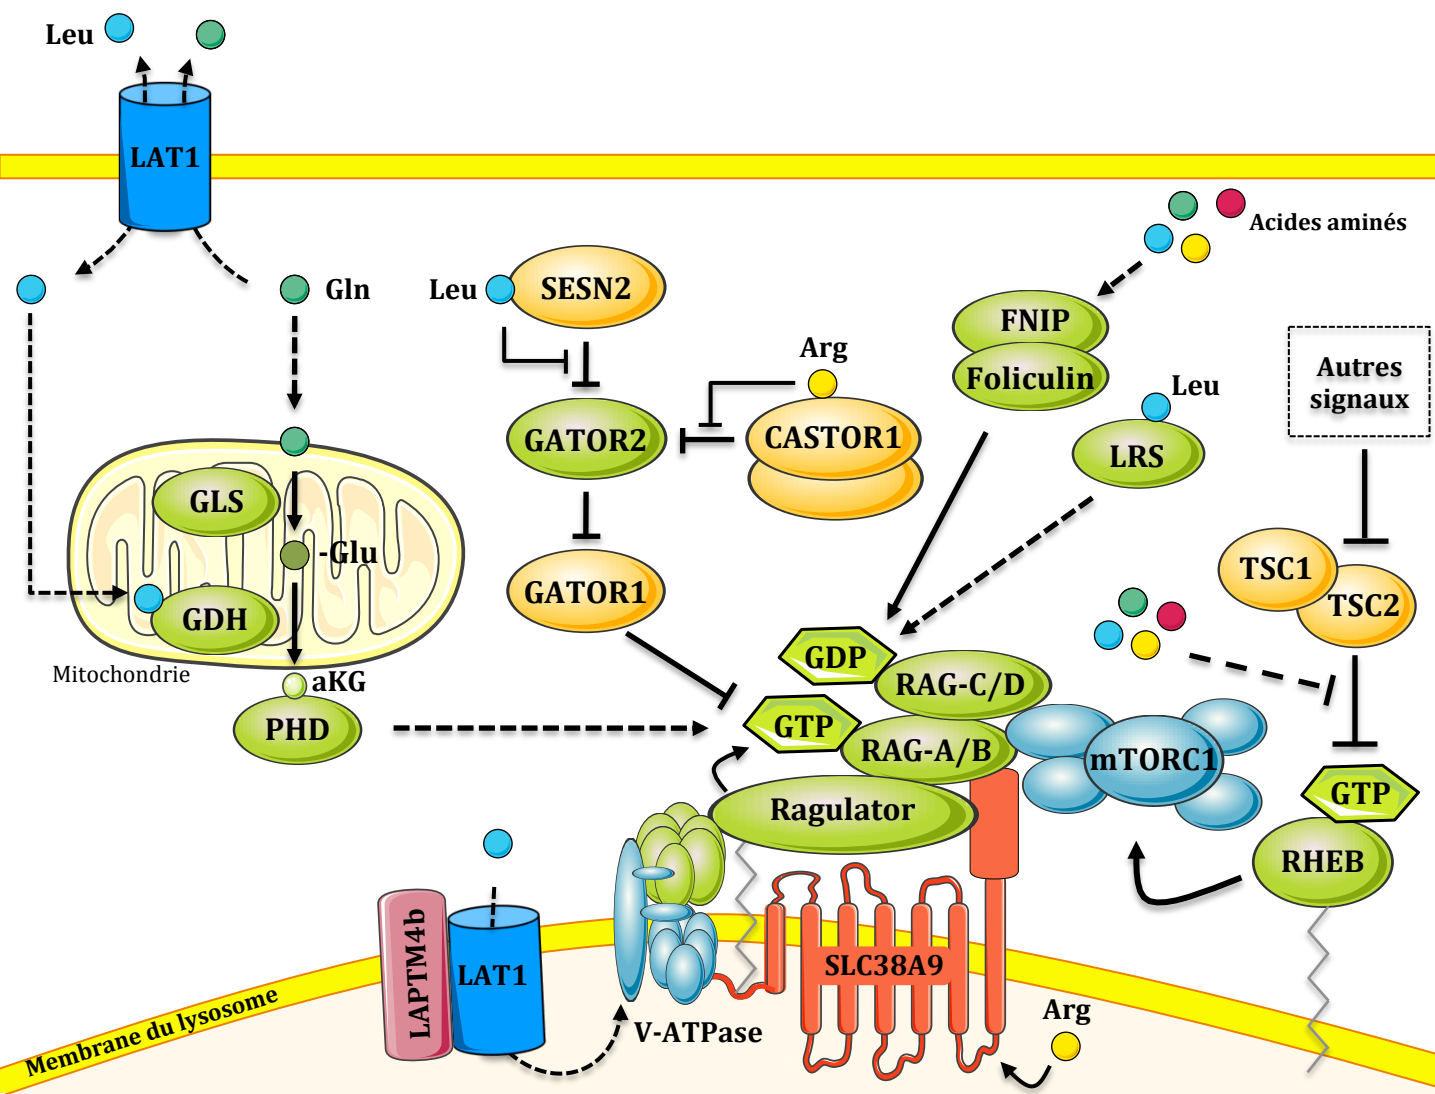 Leu
LAT1
Acides aminés
Gln
Leu
SESN2
FNIP
Foliculin
Arg
Leu
Autres
signaux
GATOR2
CASTOR1
LRS
GLS
-Glu
GATOR1
TSC1
TSC2
GDH
Mitochondrie
aKG
PHD
GDP
RAG-C/D
GTP
RAG-A/B
mTORC1
GTP
Ragulator
RHEB
LAPTM4b
LAT1
SLC38A9
V-ATPase
Arg
Membrane du lysosome